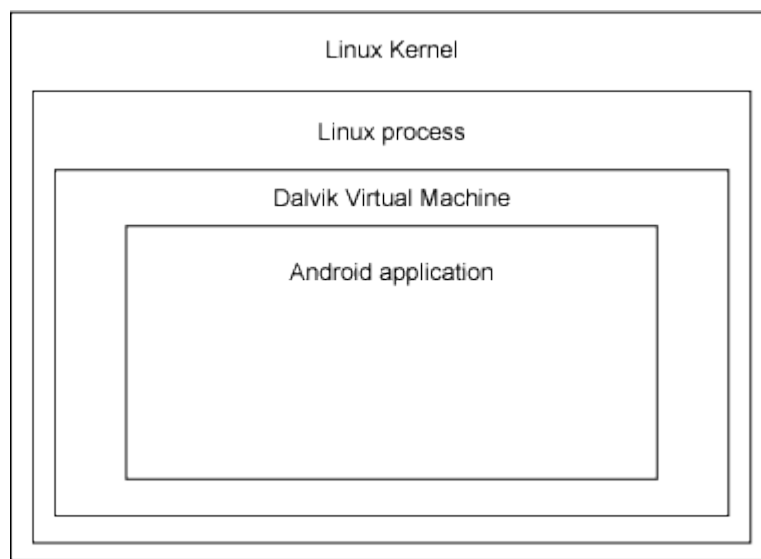 Linux Kernel
Linux process
Dalvik Virtual Machine
Android application